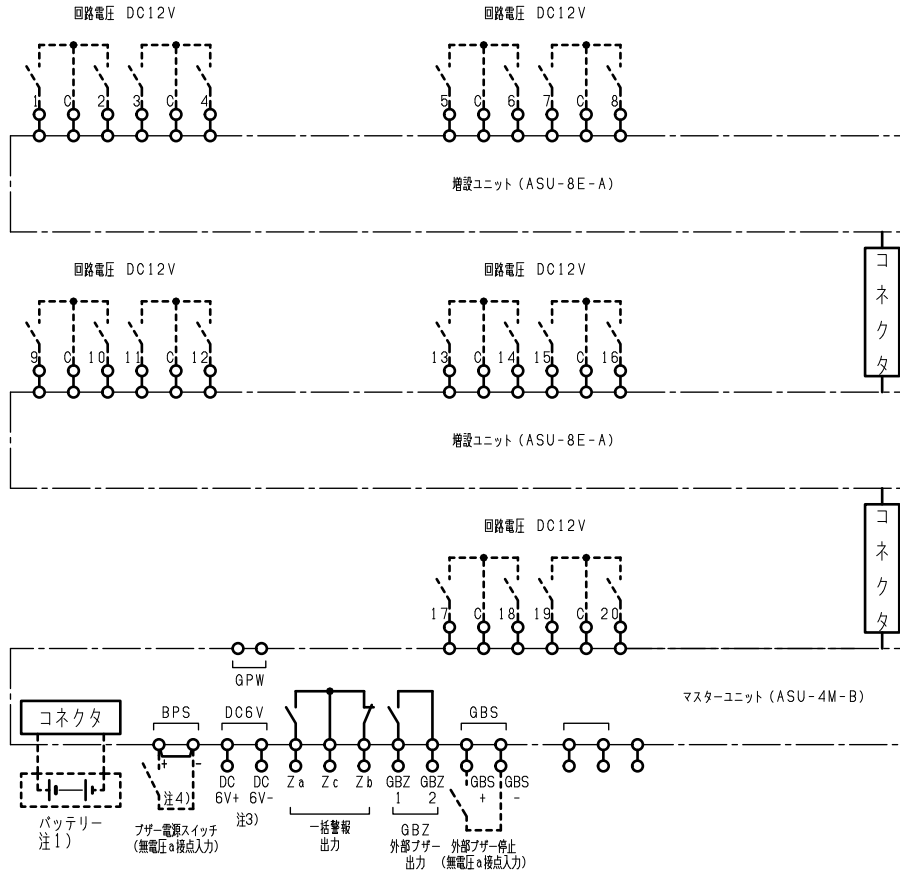 回路電圧 DC12V
回路電圧 DC12V
1 C 2 3 C 4
5 C 6 7 C 8
増設ユニット(ASU-8E-A)
コネクタ
回路電圧 DC12V
回路電圧 DC12V
9 C 10 11 C 12
13 C 14 15 C 16
増設ユニット(ASU-8E-A)
コネクタ
回路電圧 DC12V
17 C 18 19 C 20
GPW
マスターユニット(ASU-4M-B)
コネクタ
BPS
DC6V
GBS
+ -
注4)
DC 6V+
DC 6V-
注3)
Za Zc Zb
GBZ 1
GBZ 2
GBS +
GBS -
バッテリー
注1)
ブザー電源スイッチ
(無電圧a接点入力)
一括警報
出力
GBZ
外部ブザー
出力
外部ブザー停止
(無電圧a接点入力)